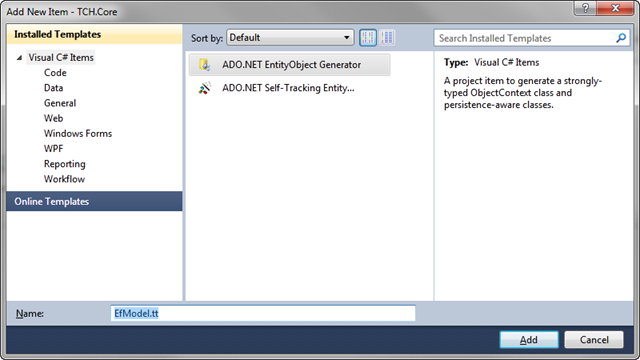 Add New Item - TCH.Core
Installed Templates
Visual C# Items
Code
Data
General
Web
Windows Forms
WPF
Reporting
Workflow
Online Templates
Sort by: Default
ADO.NET EntityObject Generator
ADO.NET Self-Tracking Entity...
Search Installed Templates
Type: Visual C# Items
A project item to generate a strongly-
typed ObjectContext class and
persistence-aware classes.
Name: EfModel.tt
Add Cancel